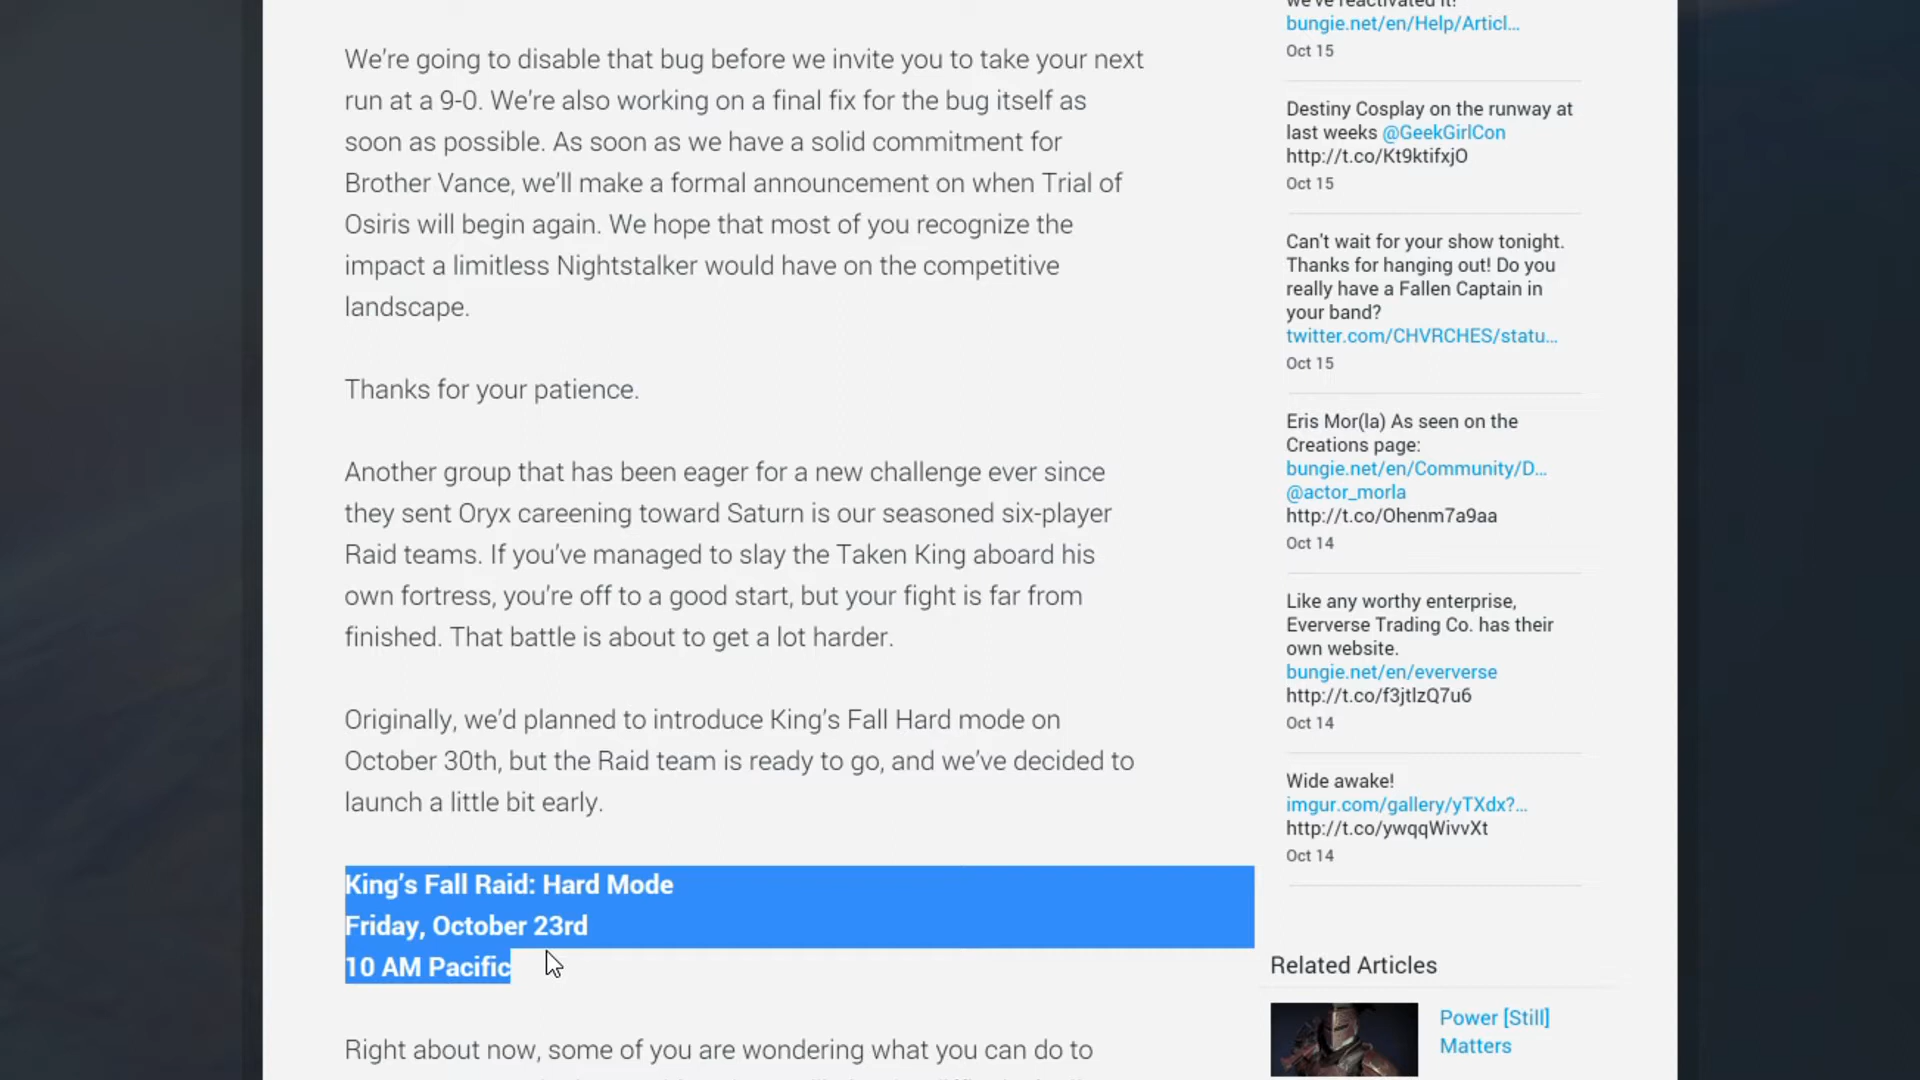 We're going to disable that bug before we invite you to take your next
run at a 9-0. We're also working on a final fix for the bug itself as
soon as possible. As soon as we have a solid commitment for
Brother Vance, we'll make a formal announcement on when Trial of
Osiris will begin again. We hope that most of you recognize the
impact a limitless Nightstalker would have on the competitive
landscape.
Thanks for your patience.
Another group that has been eager for a new challenge ever since
they sent Oryx careening toward Saturn is our seasoned six-player
Raid teams. If you've managed to slay the Taken King aboard his
own fortress, you're off to a good start, but your fight is far from
finished. That battle is about to get a lot harder.
Originally, we'd planned to introduce King's Fall Hard mode on
October 30th, but the Raid team is ready to go, and we've decided to
launch a little bit early.
King's Fall Raid: Hard Mode
Friday, October 23rd
10 AM Pacific
Right about now, some of you are wondering what you can do to
we've reactivated it!
bungie.net/en/Help/Articl...
Oct 15
Destiny Cosplay on the runway at
last weeks @GeekGirlCon
http://t.co/Kt9ktifxjO
Oct 15
Can't wait for your show tonight.
Thanks for hanging out! Do you
really have a Fallen Captain in
your band?
twitter.com/CHVRCHES/statu...
Oct 15
Eris Mor(la) As seen on the
Creations page:
bungie.net/en/Community/D...
@actor_morla
http://t.co/Ohenm7a9aa
Oct 14
Like any worthy enterprise,
Eververse Trading Co. has their
own website.
bungie.net/en/eververse
http://t.co/f3jtlzQ7u6
Oct 14
Wide awake!
imgur.com/gallery/yTXdx?...
http://t.co/ywqqWivvXt
Oct 14
Related Articles
Power [Still]
Matters